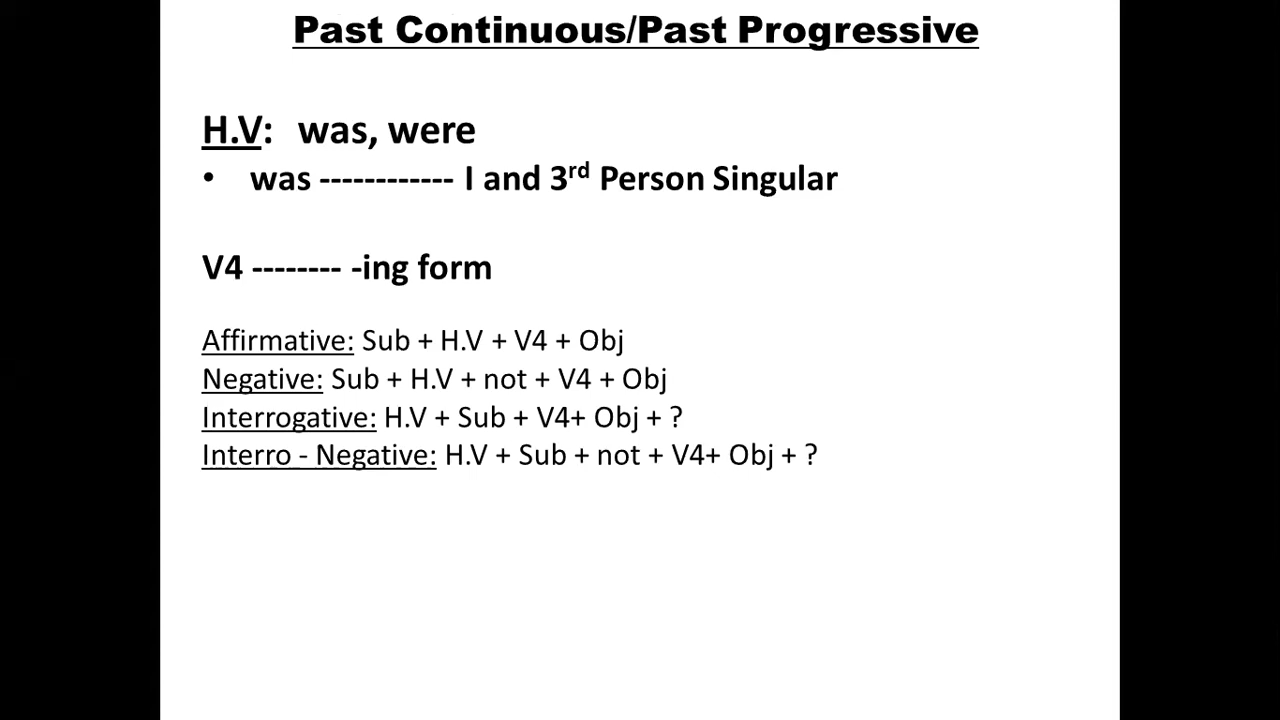 Past Continuous/Past Progressive
H.V: was, were
• was ------------ I and 3rd Person Singular
V4 -------- -ing form
Affirmative: Sub + H.V + V4 + Obj
Negative: Sub + H.V + not + V4 + Obj
Interrogative: H.V + Sub + V4+ Obj + ?
Interro - Negative: H.V + Sub + not + V4+ Obj + ?